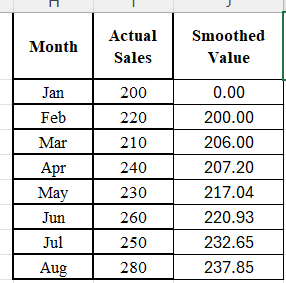 Month Actual Sales Smoothed Value
Jan 200 0.00
Feb 220 200.00
Mar 210 206.00
Apr 240 207.20
May 230 217.04
Jun 260 220.93
Jul 250 232.65
Aug 280 237.85